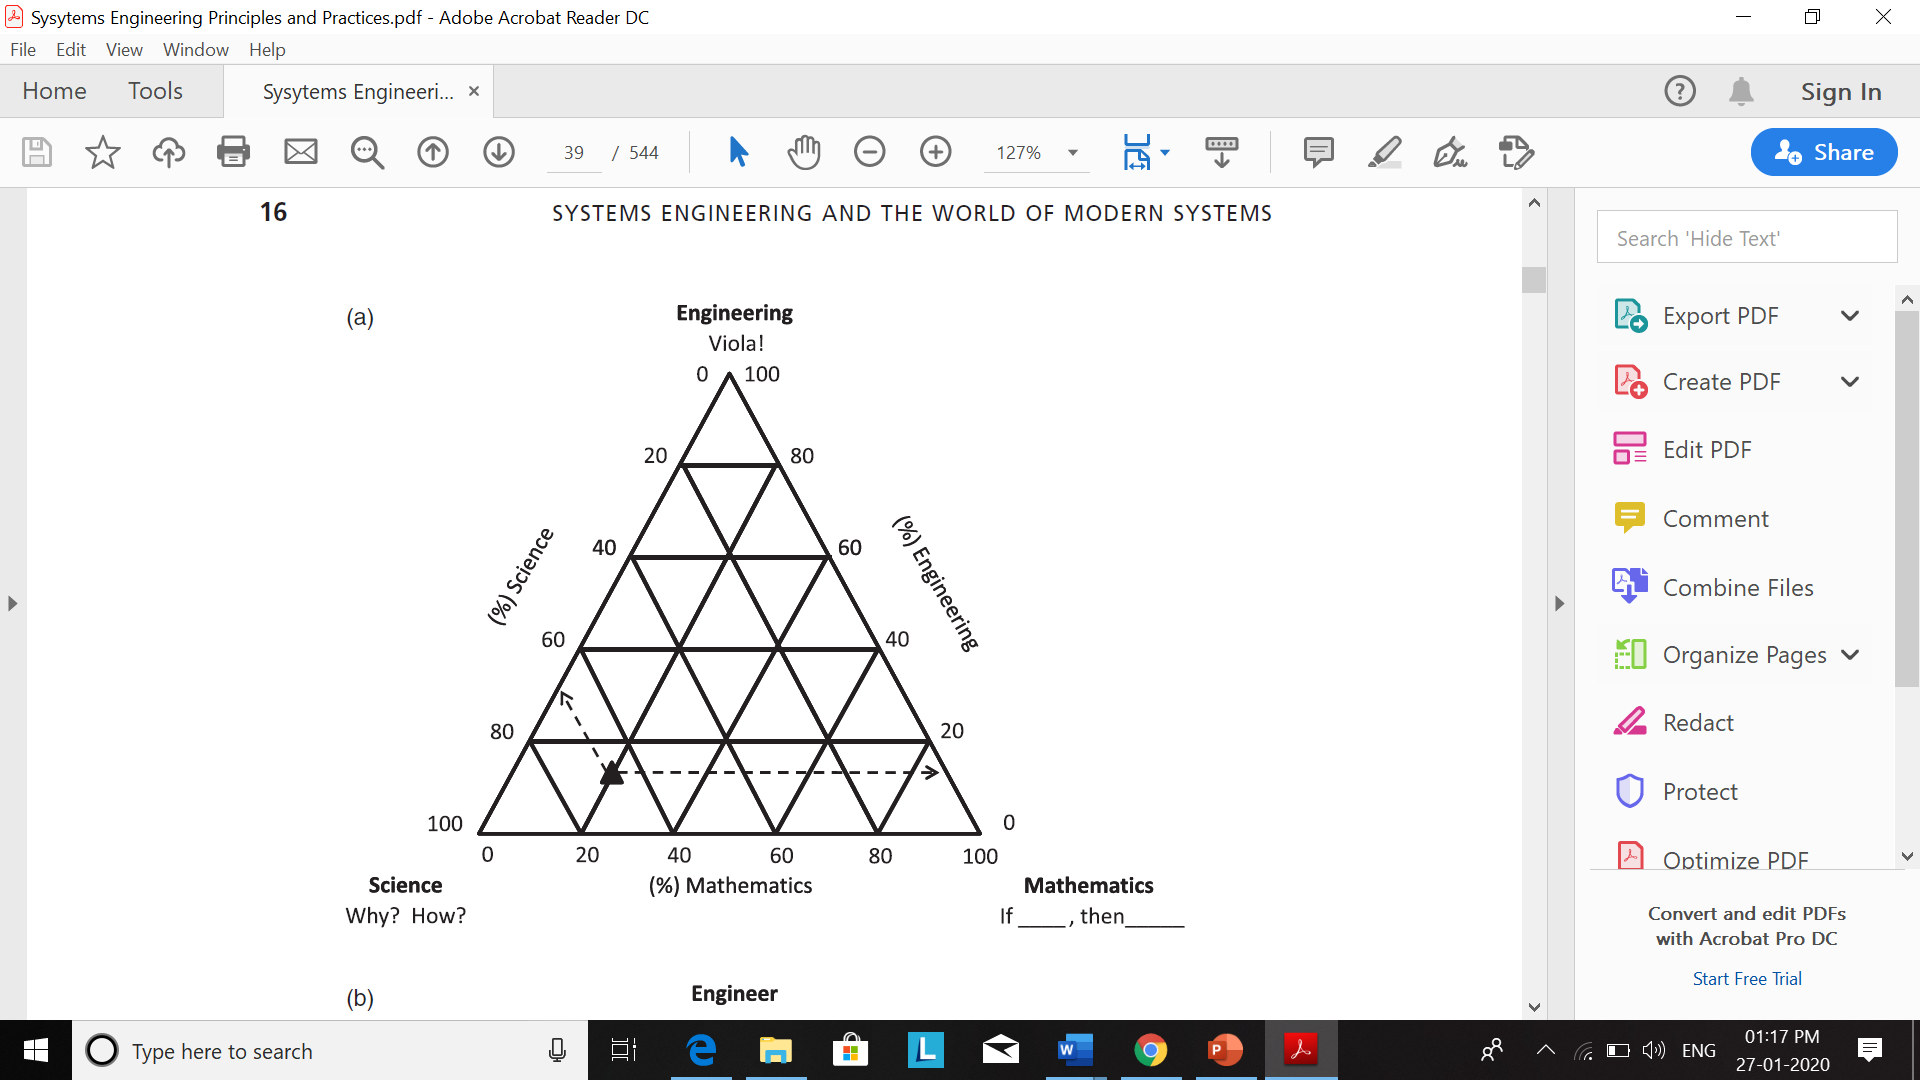 Sysytems Engineering Principles and Practices.pdf - Adobe Acrobat Reader DC
File Edit View Window Help
Home Tools Sysytems Engineeri... × ? Sign In
39 / 544 127% Share
16 SYSTEMS ENGINEERING AND THE WORLD OF MODERN SYSTEMS
(a) Engineering
Viola!
0 100
20 80
40 60
(%) Science
(%) Engineering
60 40
80 20
100 0
0 20 40 60 80 100
Science (%) Mathematics Mathematics
Why? How? If ____, then_____
(b) Engineer
Search 'Hide Text'
Export PDF
Create PDF
Edit PDF
Comment
Combine Files
Organize Pages
Redact
Protect
Optimize PDF
Convert and edit PDFs
with Acrobat Pro DC
Start Free Trial
Type here to search
L
W
P
ENG
01:17 PM
27-01-2020